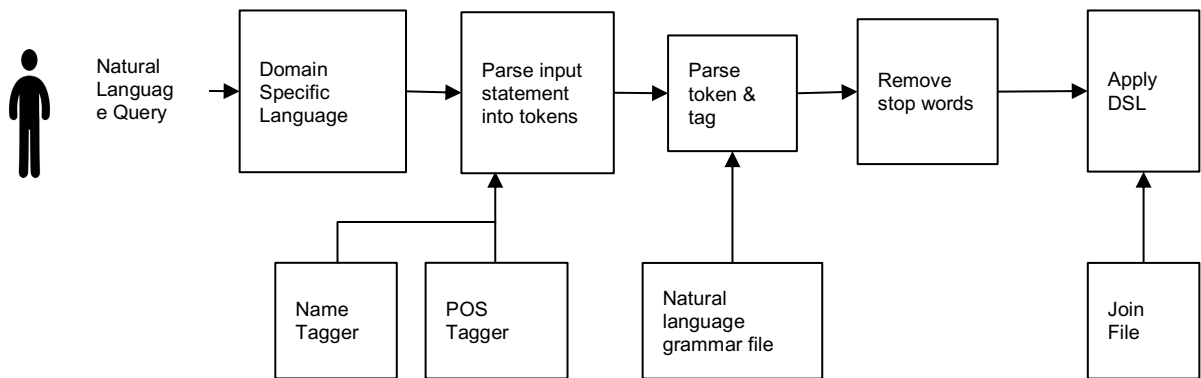 Natural
Languag
e Query
Domain
Specific
Language
Parse input
statement
into tokens
Parse
token &
tag
Remove
stop words
Apply
DSL
Name
Tagger
POS
Tagger
Natural
language
grammar file
Join
File